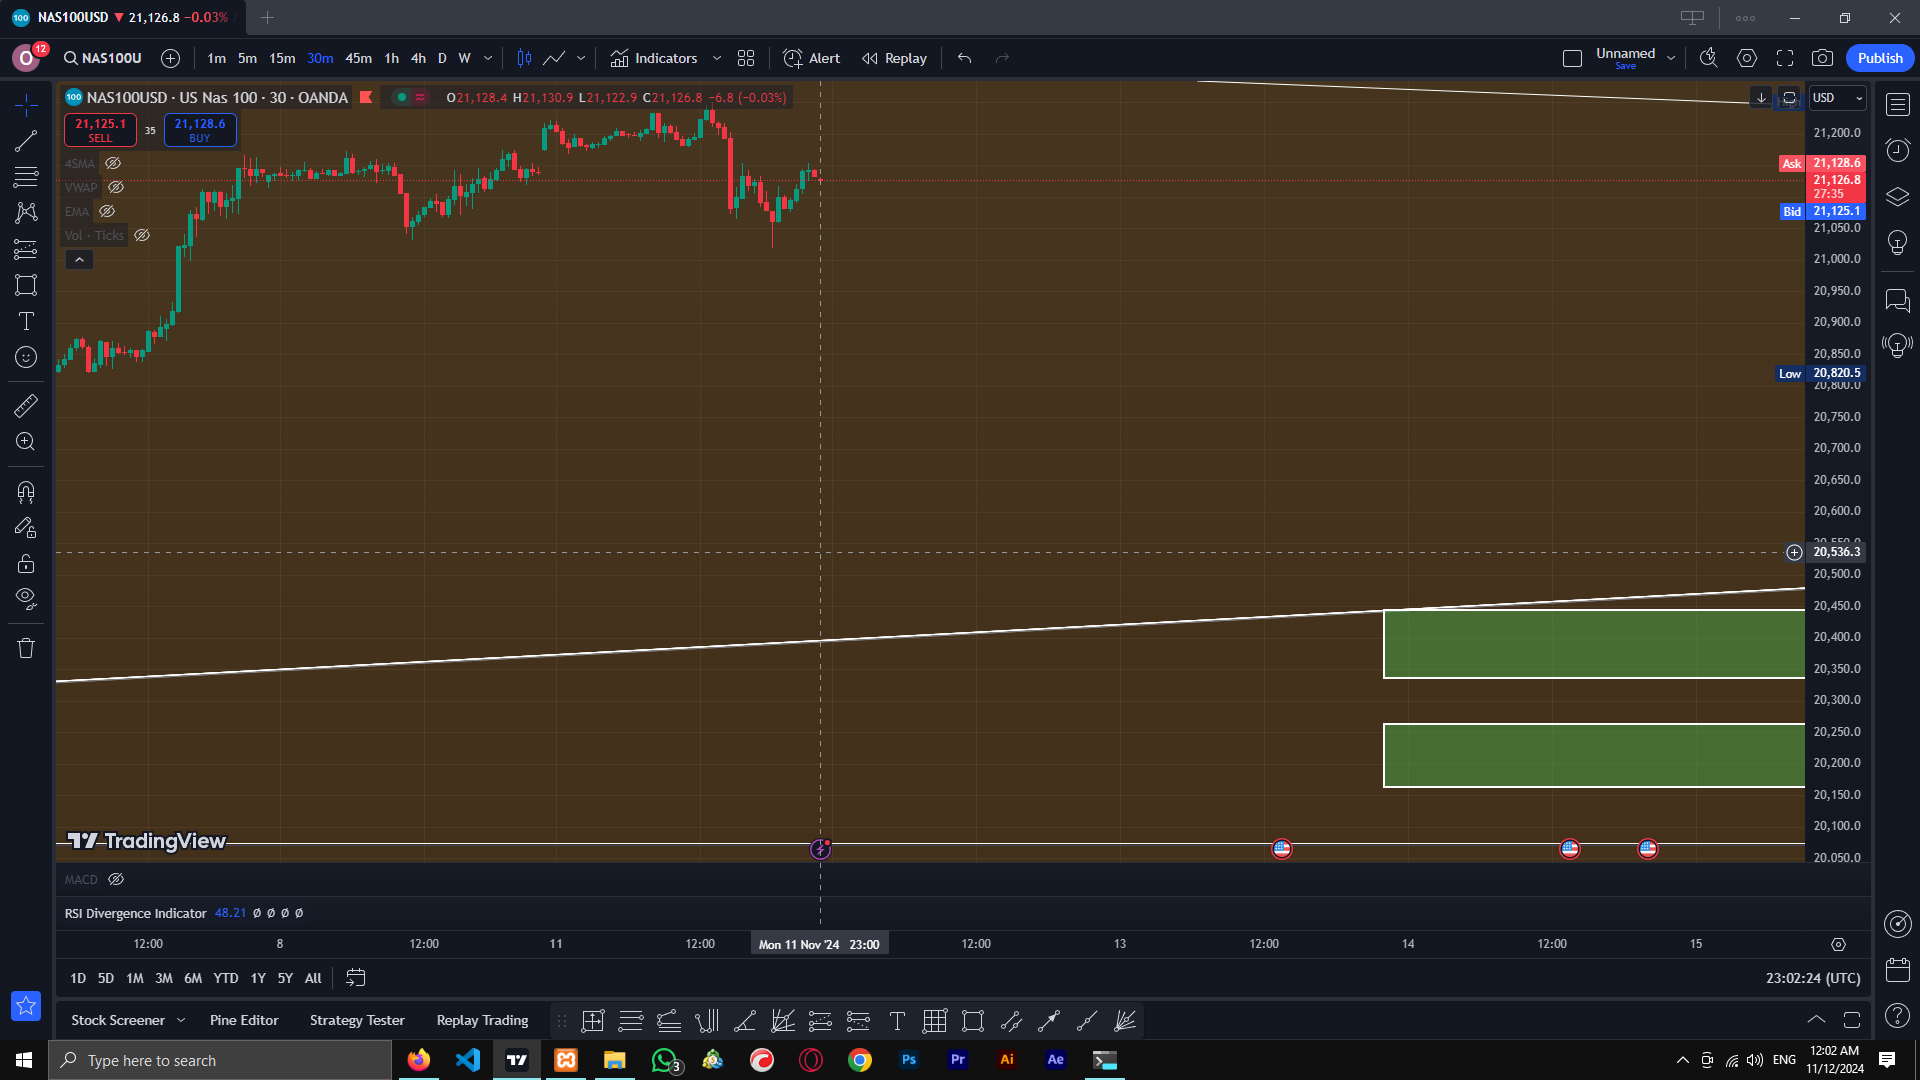 100 NAS100USD ▼ 21,126.8 −0.03%
O 12 NAS100U 1m 5m 15m 30m 45m 1h 4h D W Indicators Alert Replay Unnamed Save Publish
100 NAS100USD · US Nas 100 · 30 · OANDA O21,128.4 H21,130.9 L21,122.9 C21,126.8 −6.8 (−0.03%)
USD
21,125.1 SELL 35 21,128.6 BUY
4SMA
VWAP
EMA
Vol · Ticks
21,200.0
Ask 21,128.6
21,126.8
27:35
Bid 21,125.1
21,050.0
21,000.0
20,950.0
20,900.0
20,850.0
Low 20,820.5
20,800.0
20,750.0
20,700.0
20,650.0
20,600.0
20,550.0
20,536.3
20,500.0
20,450.0
20,400.0
20,350.0
20,300.0
20,250.0
20,200.0
20,150.0
20,100.0
20,050.0
TradingView
MACD
RSI Divergence Indicator 48.21 Ø Ø Ø Ø
12:00 8 12:00 11 12:00 Mon 11 Nov '24 23:00 12:00 13 12:00 14 12:00 15
1D 5D 1M 3M 6M YTD 1Y 5Y All 23:02:24 (UTC)
Stock Screener Pine Editor Strategy Tester Replay Trading
Type here to search 3 Ps Pr Ai Ae ENG 12:02 AM
11/12/2024